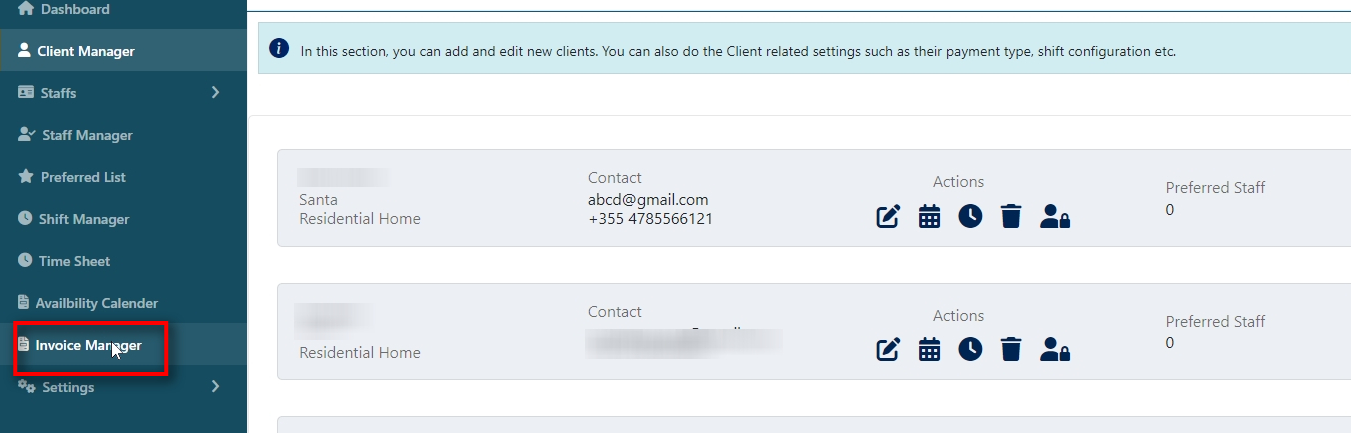 Dashboard
Client Manager
Staffs
Staff Manager
Preferred List
Shift Manager
Time Sheet
Availbility Calender
Invoice Manager
Settings
In this section, you can add and edit new clients. You can also do the Client related settings such as their payment type, shift configuration etc.
Santa
Residential Home
Contact
abcd@gmail.com
+355 4785566121
Actions
Preferred Staff
0
Residential Home
Contact
Actions
Preferred Staff
0